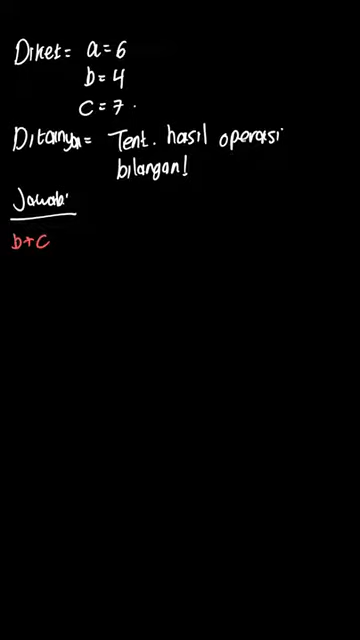 Diket = a = 6
b = 4
c = 7.
Ditanya = Tent. hasil operasi
bilangan!
Jawab:
b+c